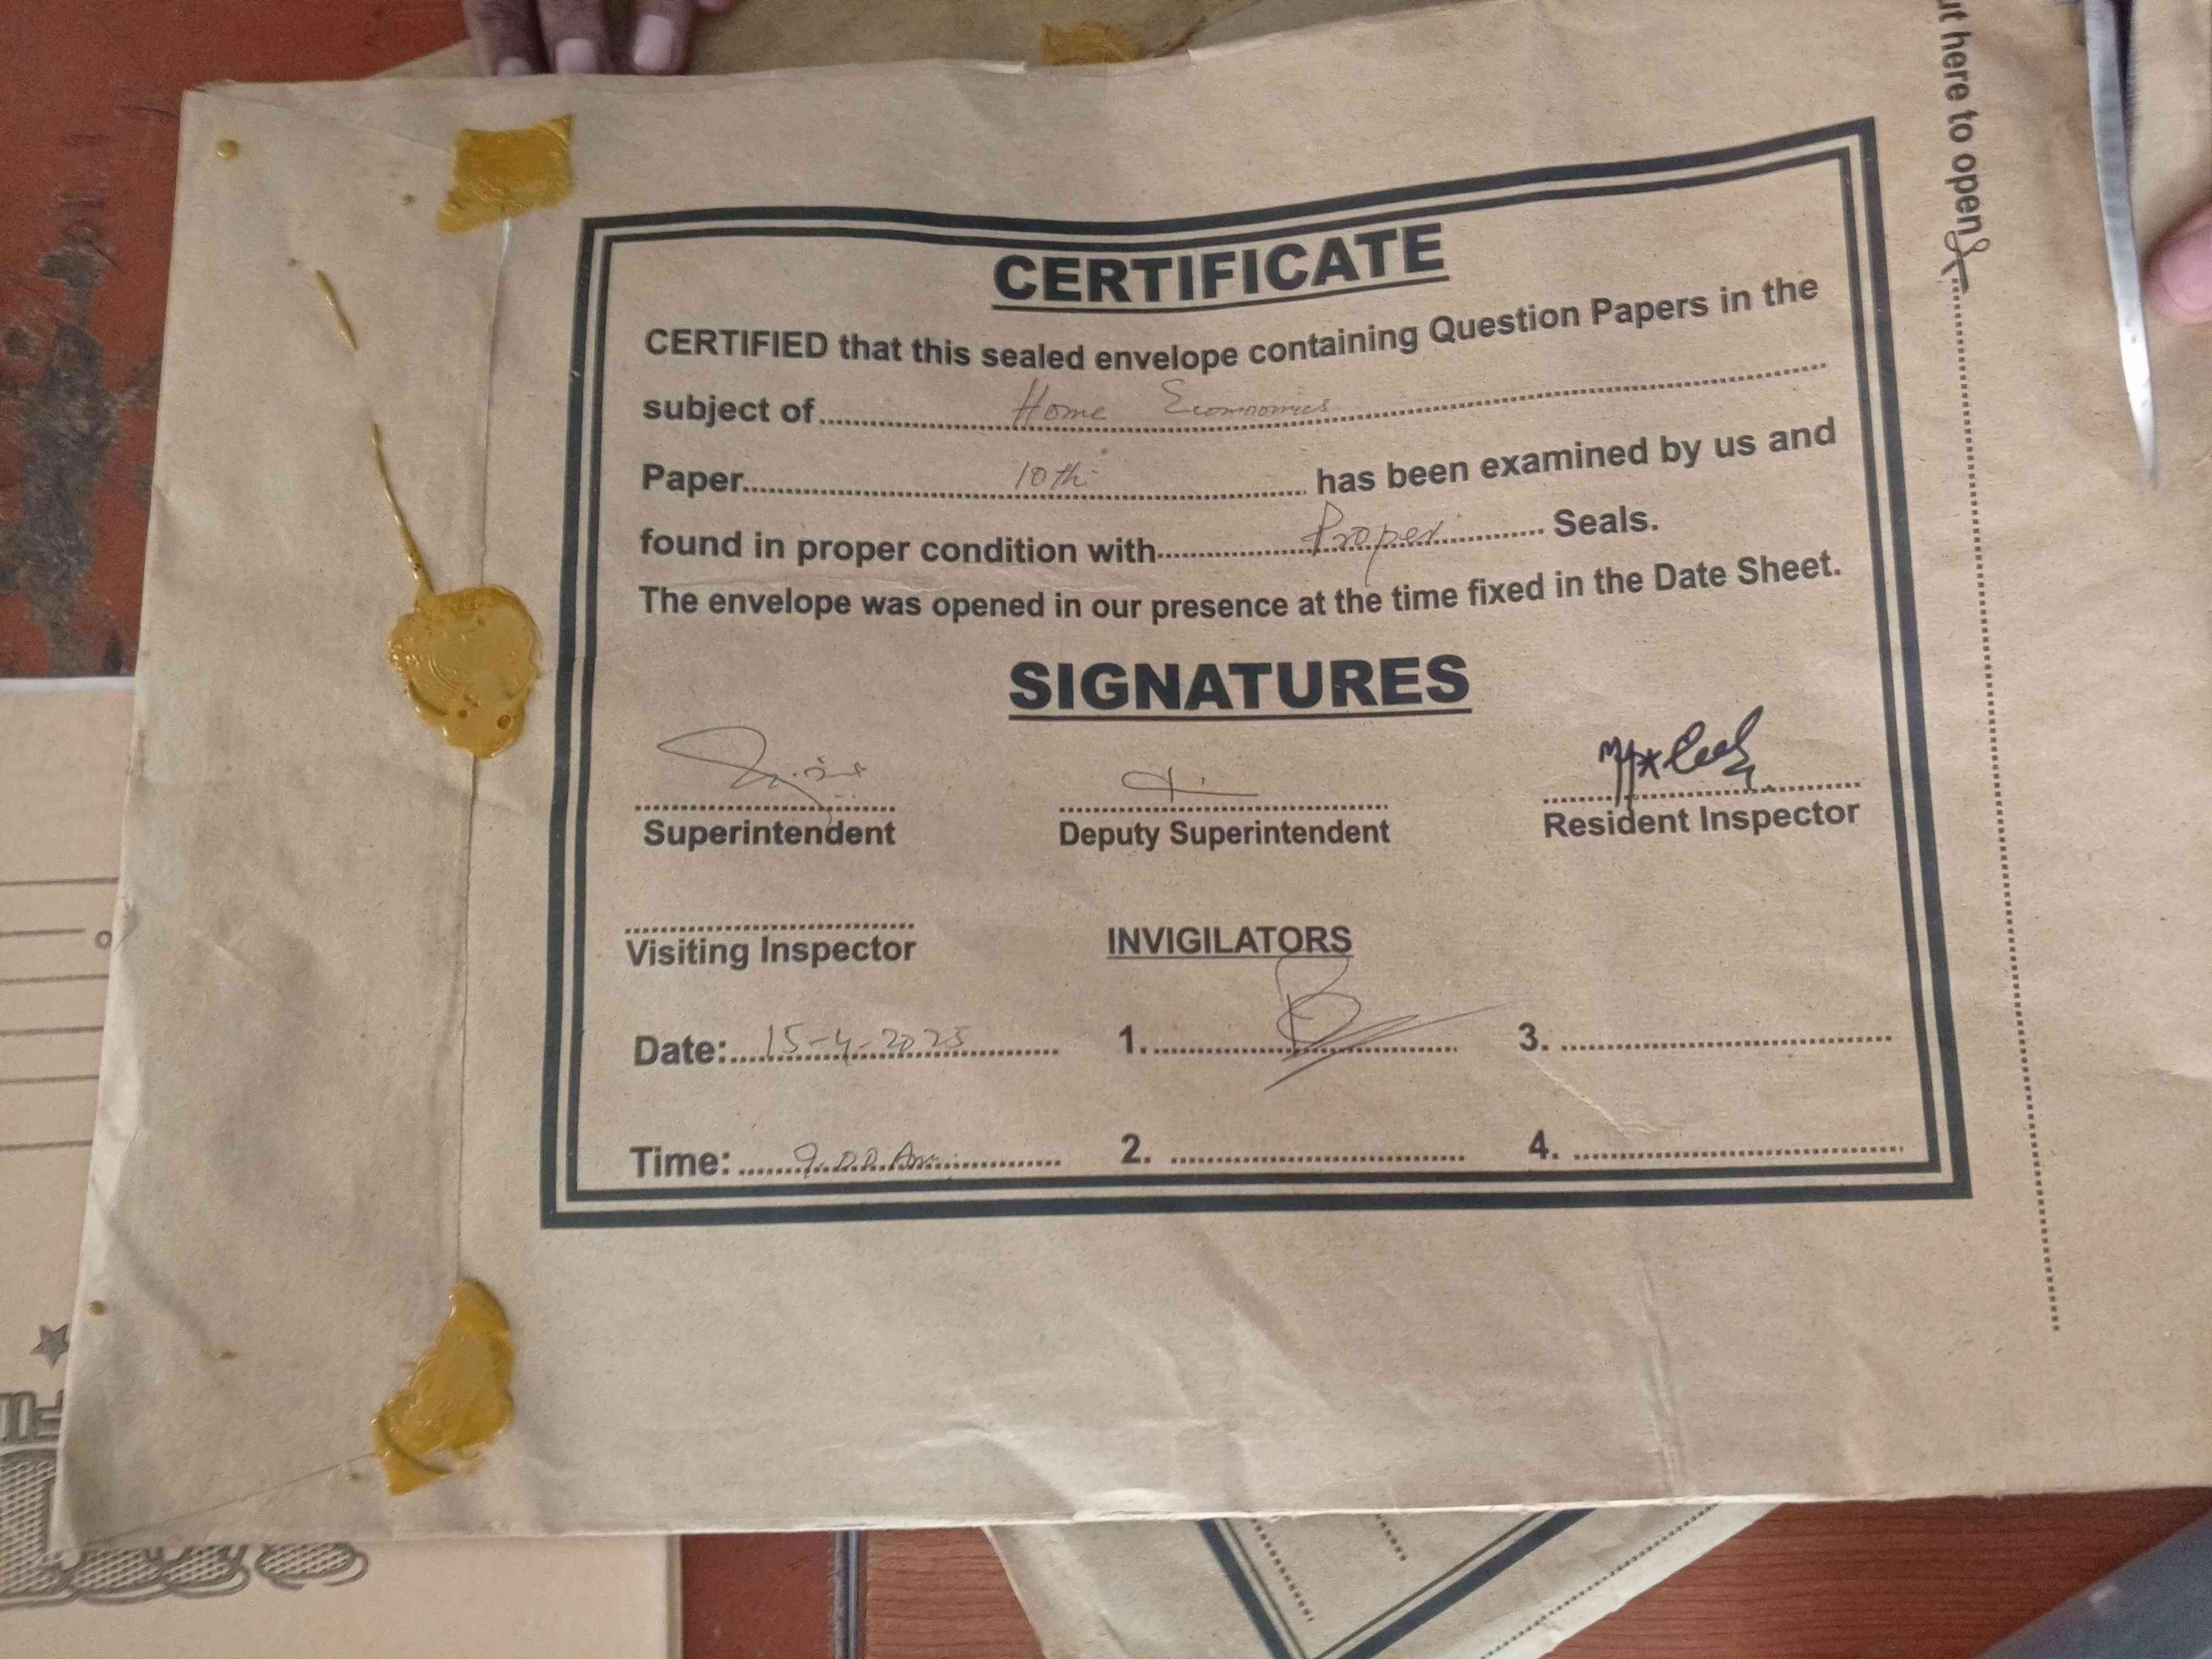 ut here to open
CERTIFICATE
CERTIFIED that this sealed envelope containing Question Papers in the
subject of Home Economics
Paper 10th has been examined by us and
found in proper condition with Proper Seals.
The envelope was opened in our presence at the time fixed in the Date Sheet.
SIGNATURES
Superintendent Deputy Superintendent Resident Inspector
Visiting Inspector INVIGILATORS
Date: 15-4-2025 1. 3.
Time: 9.00 Am 2. 4.